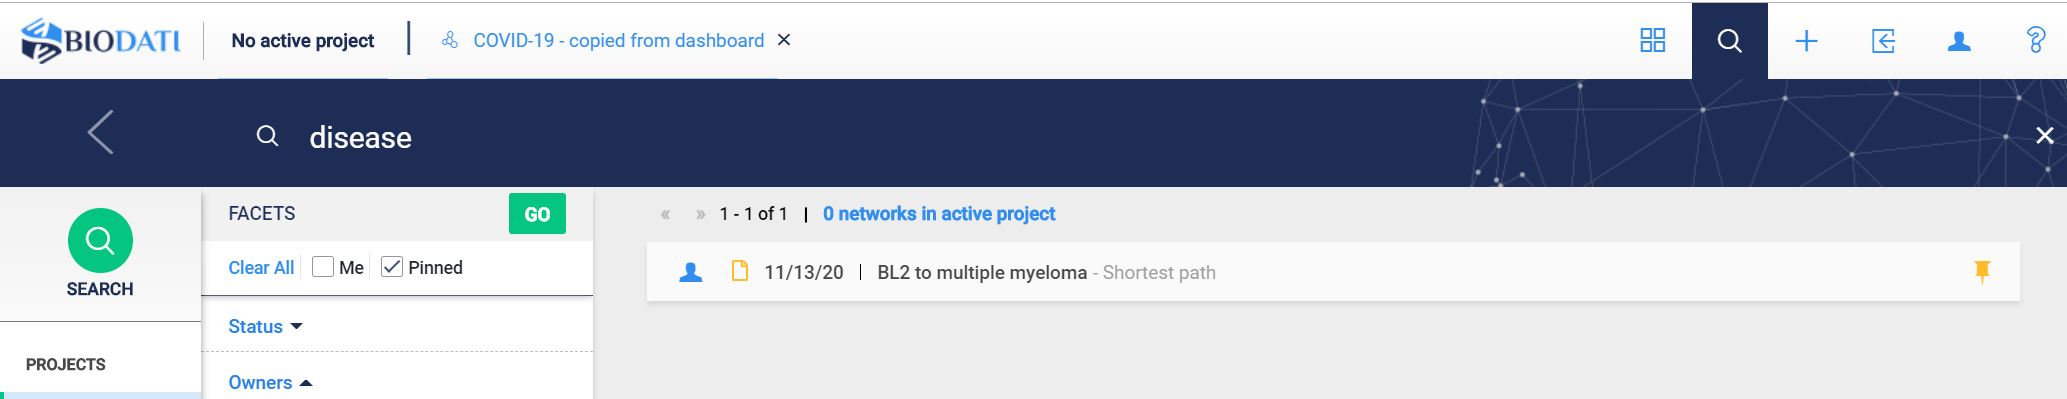 BIODATI
No active project
COVID-19 - copied from dashboard
disease
SEARCH
PROJECTS
FACETS
GO
Clear All
Me
Pinned
Status
Owners
« » 1 - 1 of 1 | 0 networks in active project
11/13/20 | BL2 to multiple myeloma - Shortest path